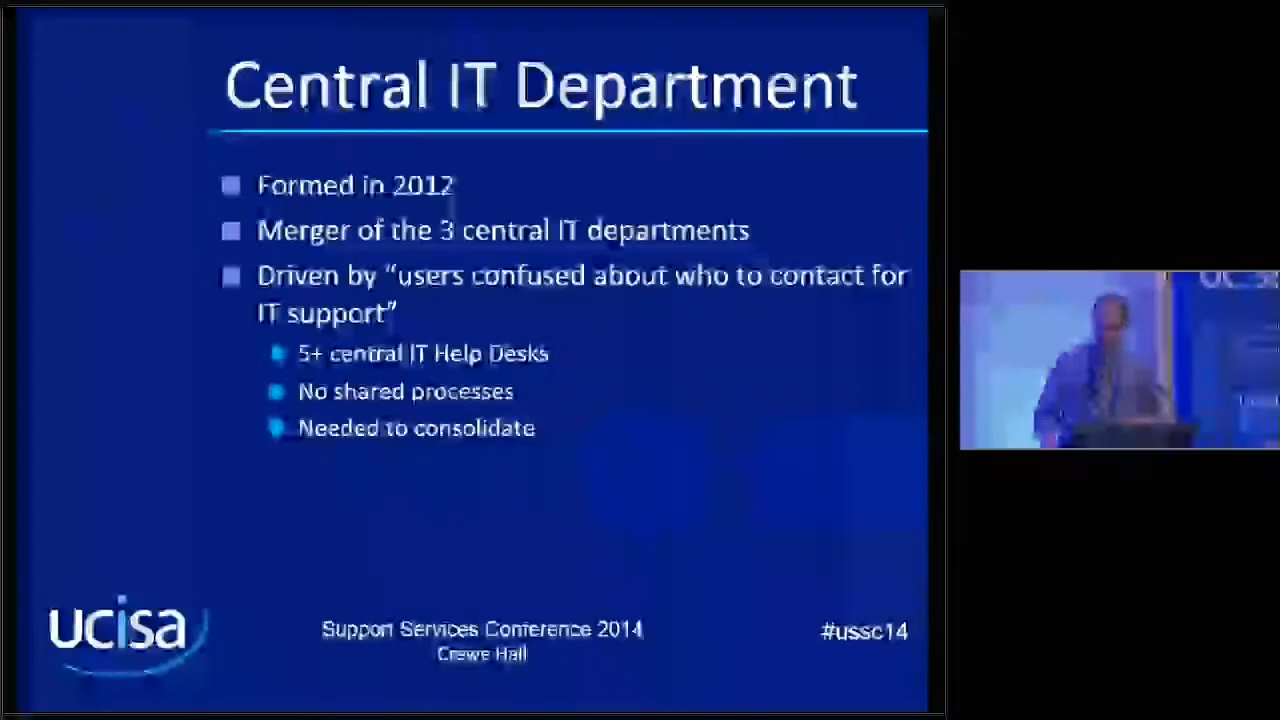 Central IT Department
Formed in 2012
Merger of the 3 central IT departments
Driven by “users confused about who to contact for
IT support”
5+ central IT Help Desks
No shared processes
Needed to consolidate
ucisa
Support Services Conference 2014
Crewe Hall
#ussc14